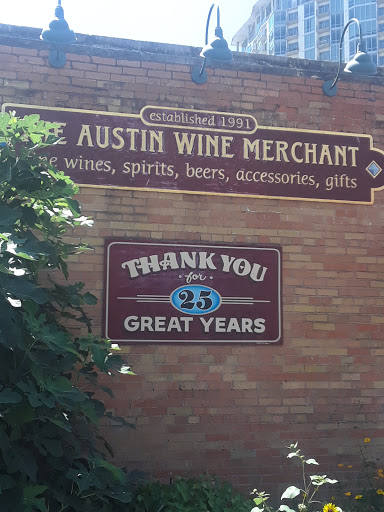 established 1991
AUSTIN WINE MERCHANT
wines, spirits, beers, accessories, gifts
THANK YOU
for
25
GREAT YEARS